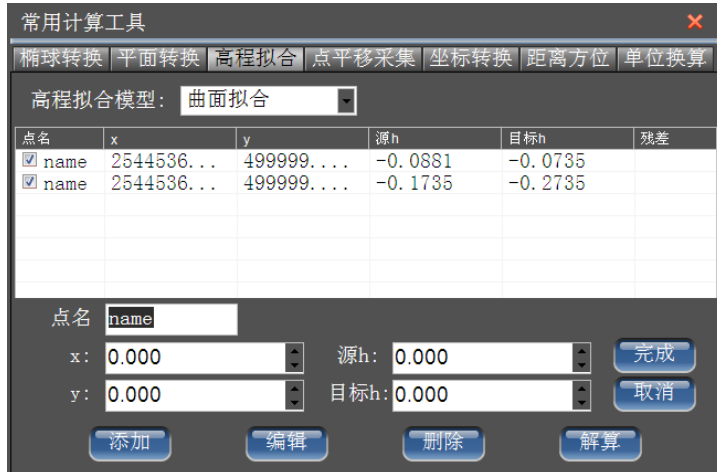 常用计算工具
椭球转换 平面转换 高程拟合 点平移采集 坐标转换 距离方位 单位换算
高程拟合模型: 曲面拟合
点名 x y 源h 目标h 残差
name 2544536... 499999.... -0.0881 -0.0735
name 2544536... 499999.... -0.1735 -0.2735
点名 name
x: 0.000 源h: 0.000 完成
y: 0.000 目标h: 0.000 取消
添加 编辑 删除 解算